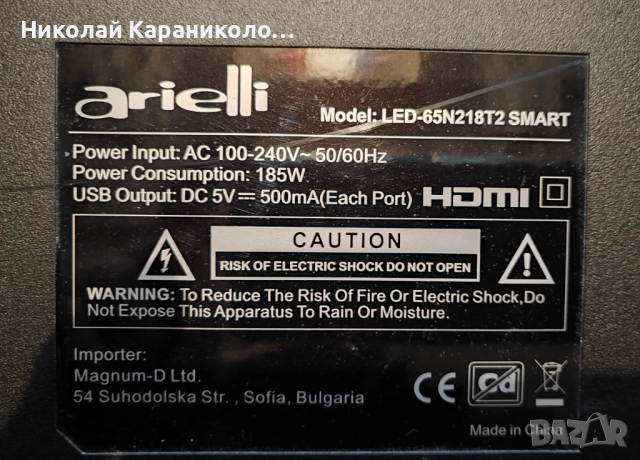 Николай Караниколо...
arielli
Model: LED-65N218T2 SMART
Power Input: AC 100-240V~ 50/60Hz
Power Consumption: 185W
USB Output: DC 5V⎓500mA(Each Port) HDMI
CAUTION
RISK OF ELECTRIC SHOCK DO NOT OPEN
WARNING: To Reduce The Risk Of Fire Or Electric Shock,Do
Not Expose This Apparatus To Rain Or Moisture.
Importer:
Magnum-D Ltd.
54 Suhodolska Str. , Sofia, Bulgaria
CE
Made in China
BAZAR